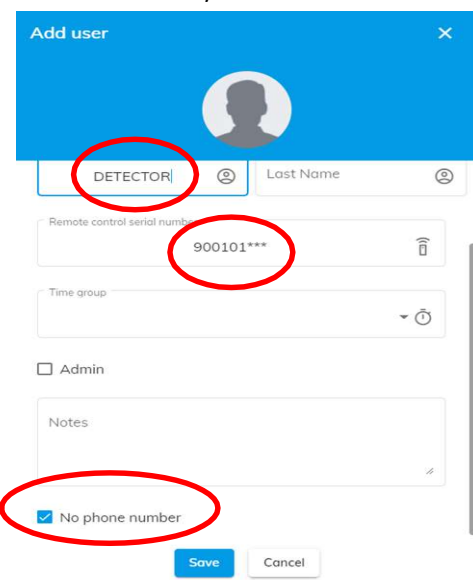 Add user
DETECTOR Last Name
Remote control serial number
900101***
Time group
Admin
Notes
No phone number
Save Cancel